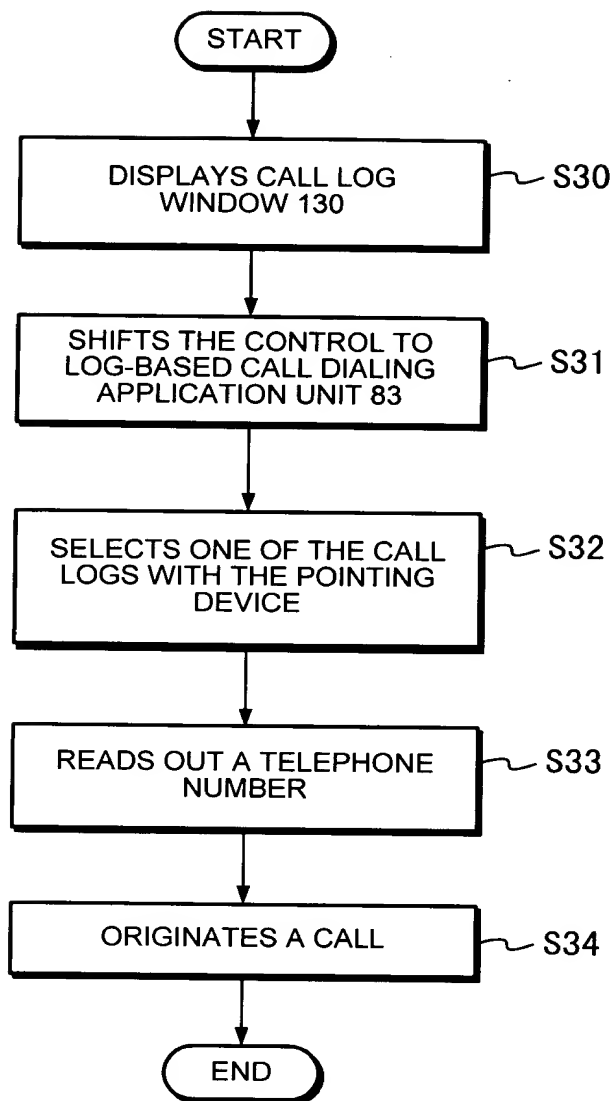 START
DISPLAYS CALL LOG
WINDOW 130
S30
SHIFTS THE CONTROL TO
LOG-BASED CALL DIALING
APPLICATION UNIT 83
S31
SELECTS ONE OF THE CALL
LOGS WITH THE POINTING
DEVICE
S32
READS OUT A TELEPHONE
NUMBER
S33
ORIGINATES A CALL
S34
END